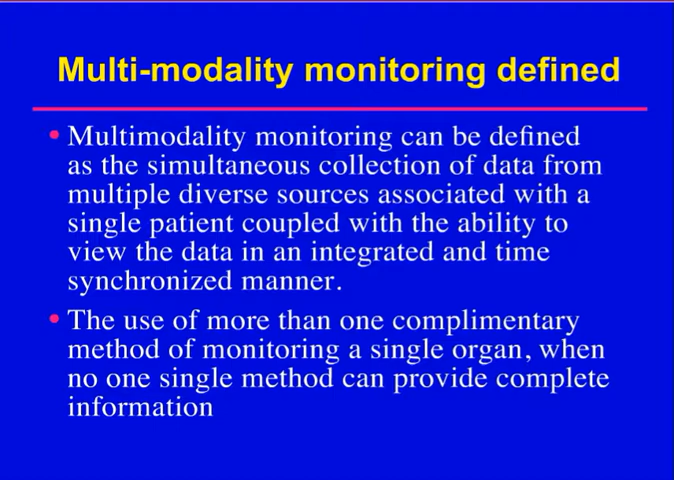 Multi-modality monitoring defined
• Multimodality monitoring can be defined
as the simultaneous collection of data from
multiple diverse sources associated with a
single patient coupled with the ability to
view the data in an integrated and time
synchronized manner.
• The use of more than one complimentary
method of monitoring a single organ, when
no one single method can provide complete
information